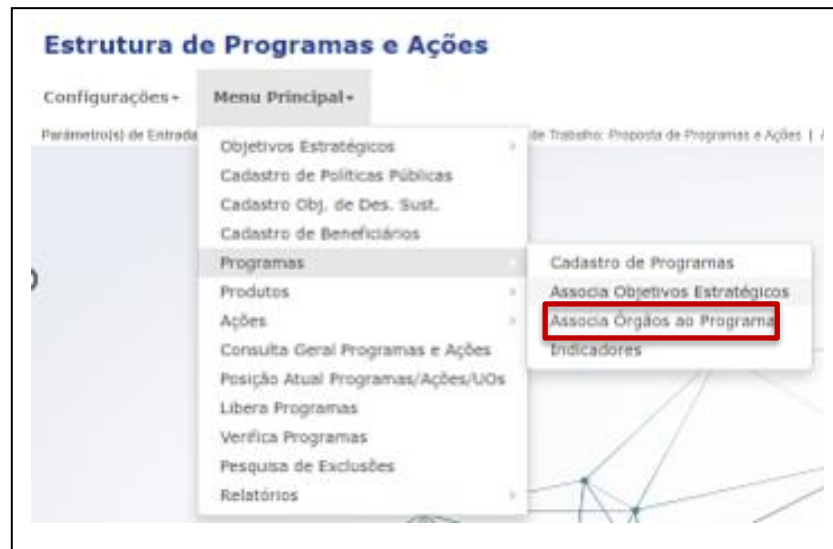 Estrutura de Programas e Ações
Configurações
Menu Principal
Parâmetro(s) de Entrada
de Trabalho: Proposta de Programas e Ações |
Objetivos Estratégicos
Cadastro de Políticas Públicas
Cadastro Obj. de Des. Sust.
Cadastro de Beneficiários
Programas
Cadastro de Programas
Produtos
Associa Objetivos Estratégicos
Ações
Associa Órgãos ao Programa
Consulta Geral Programas e Ações
Indicadores
Posição Atual Programas/Ações/UOs
Libera Programas
Verifica Programas
Pesquisa de Exclusões
Relatórios